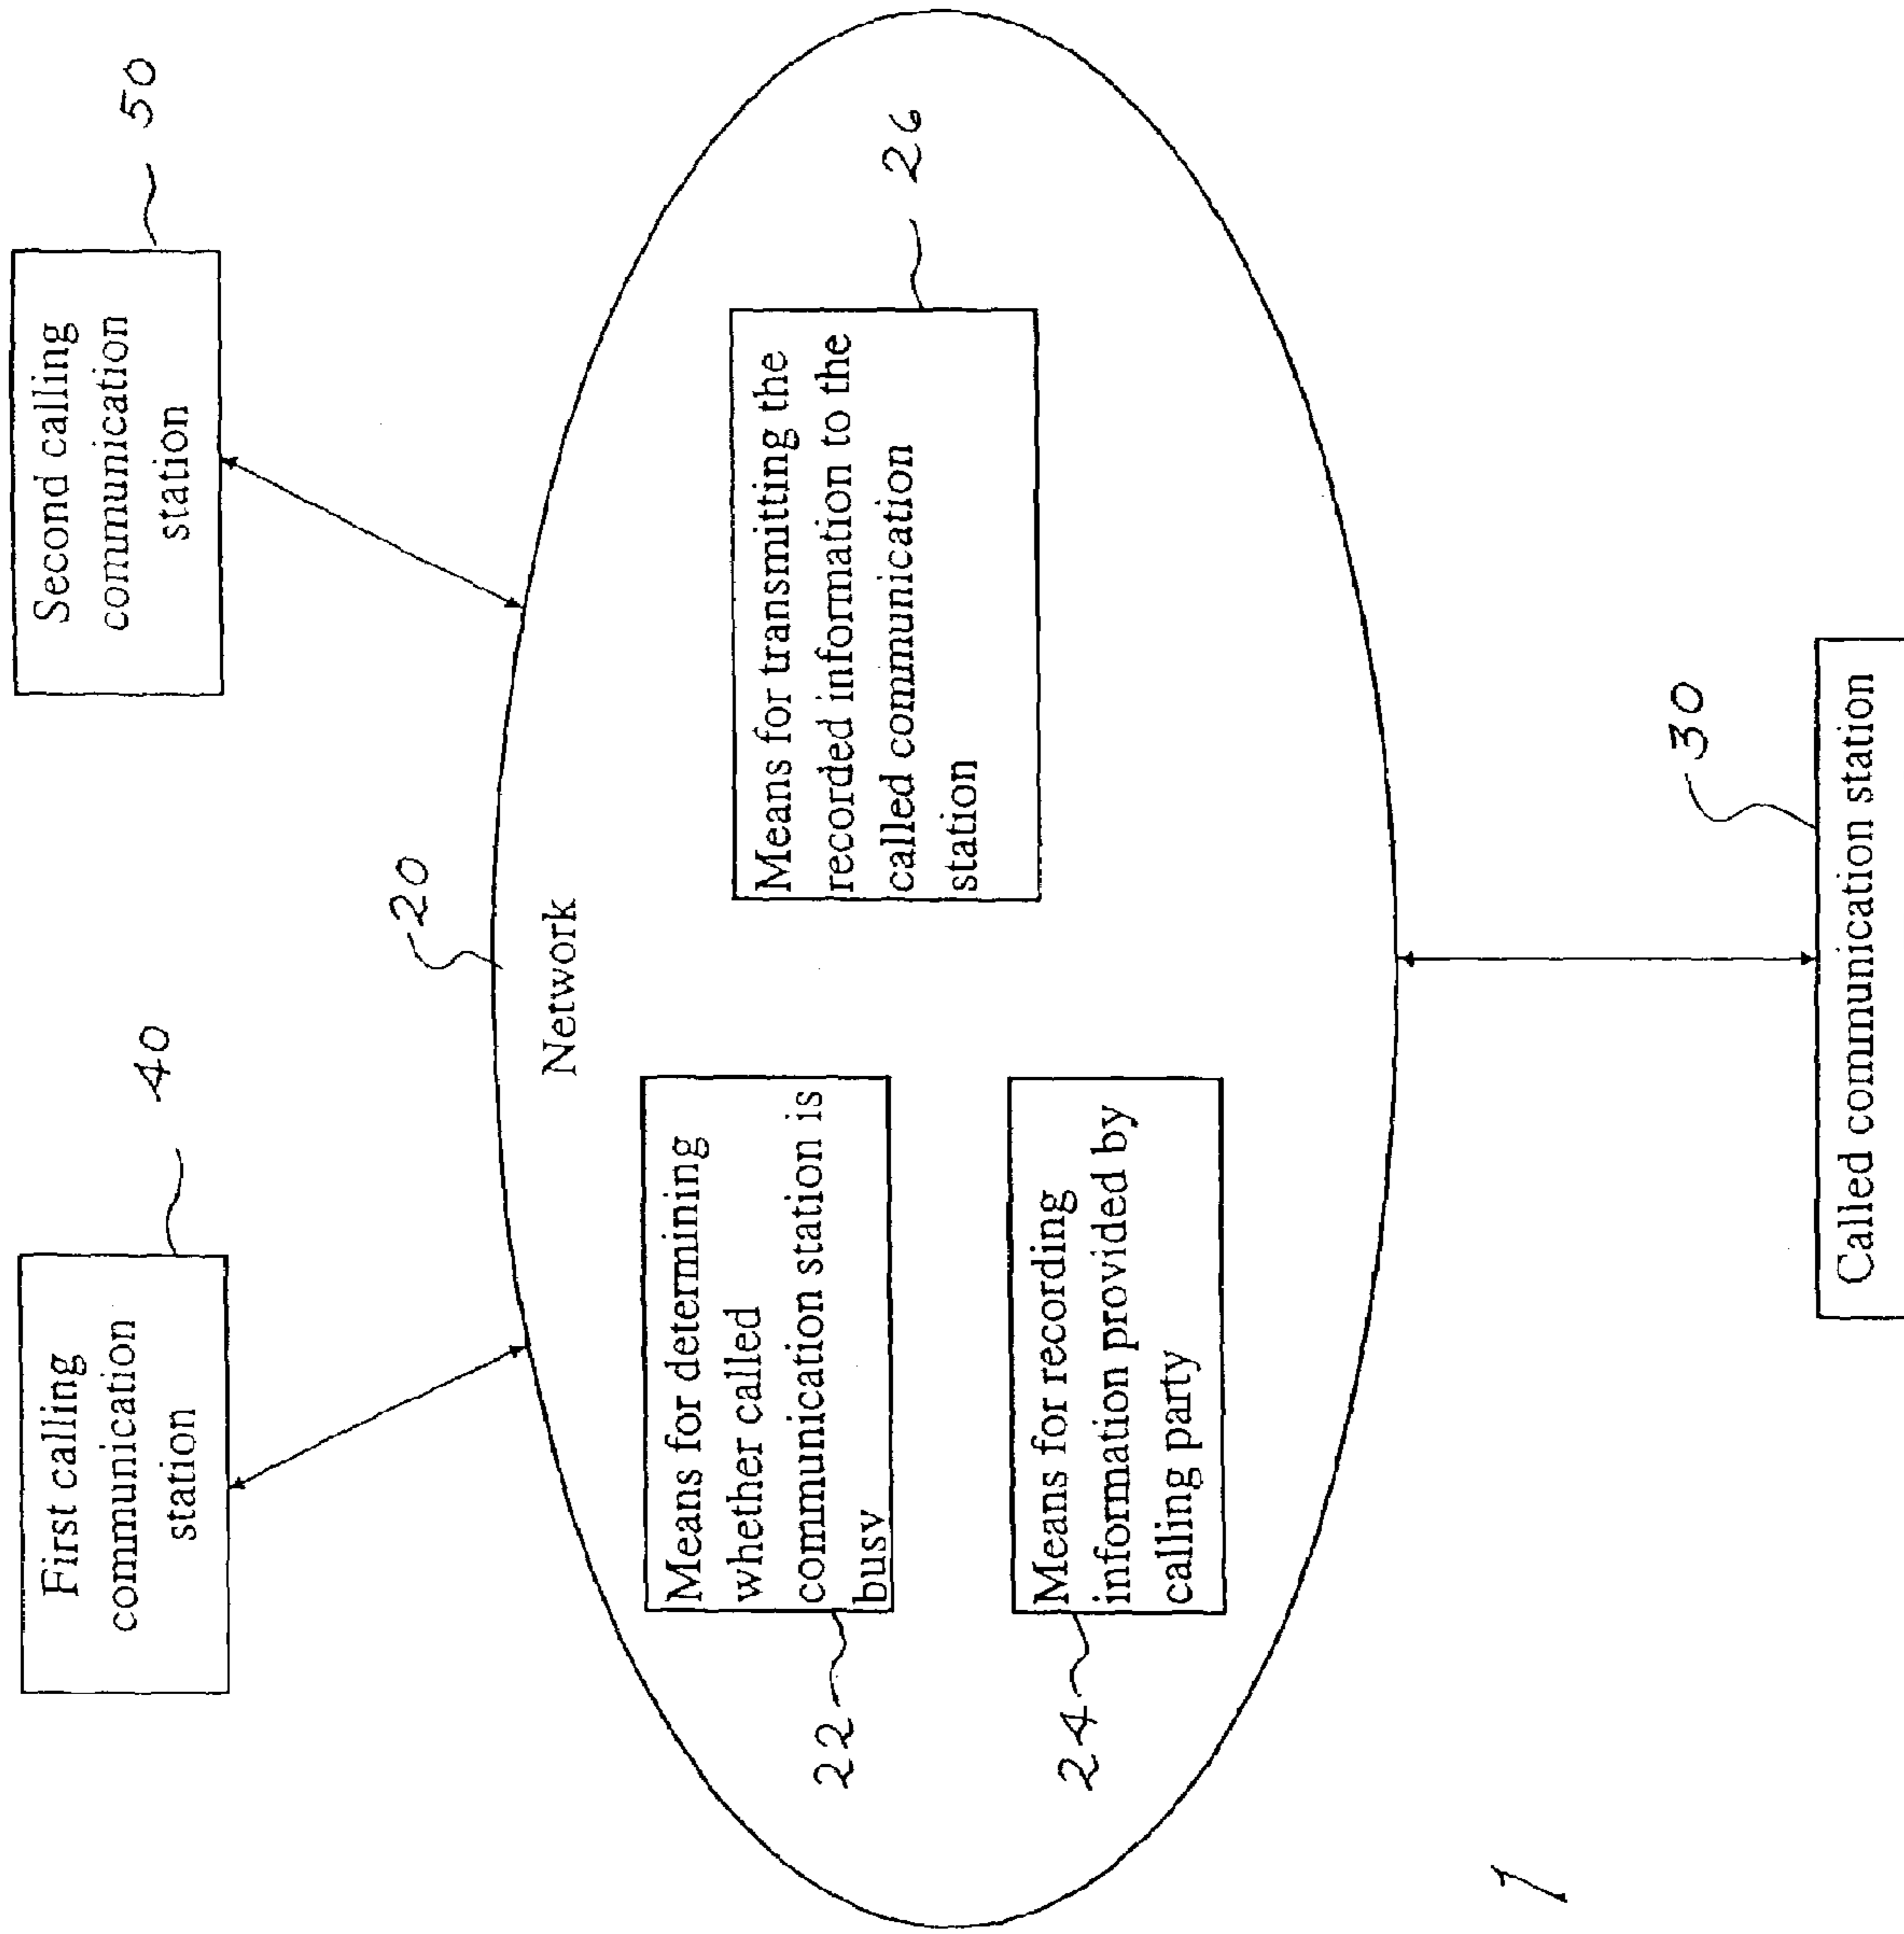 First calling
communication
station
40
Second calling
communication
station
50
20
Network
Means for determining
whether called
communication station is
busy
22
Means for recording
information provided by
calling party
24
Means for transmitting the
recorded information to the
called communication
station
26
30
Called communication station
1